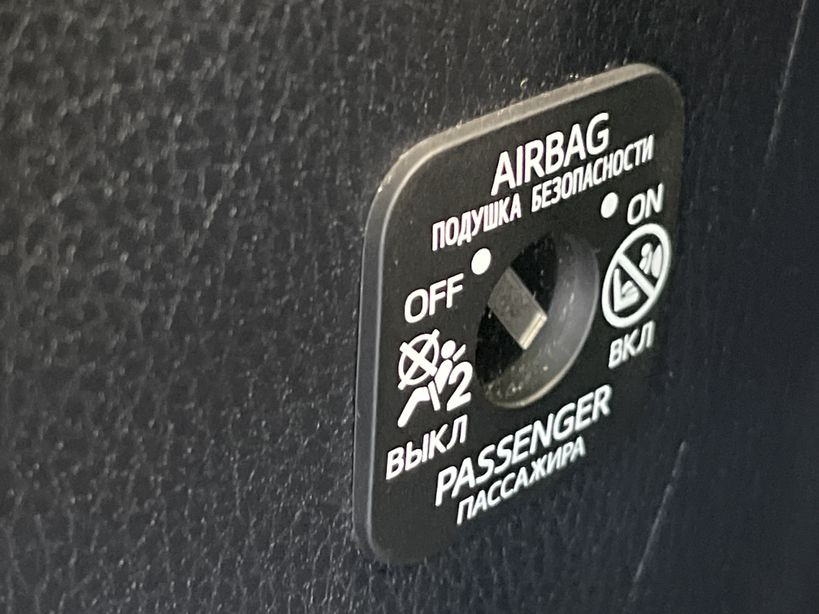 AIRBAG
ПОДУШКА БЕЗОПАСНОСТИ
OFF
ON
2
ВЫКЛ
ВКЛ
PASSENGER
ПАССАЖИРА